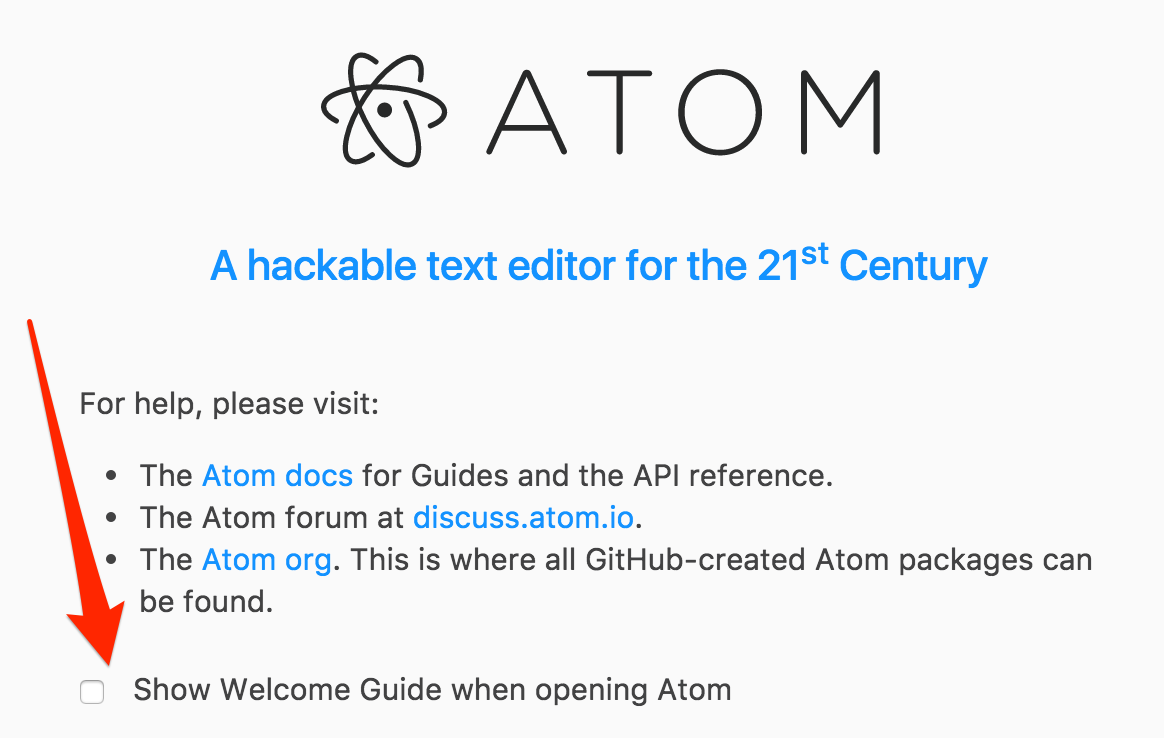 ATOM
A hackable text editor for the 21st Century
For help, please visit:
• The Atom docs for Guides and the API reference.
• The Atom forum at discuss.atom.io.
• The Atom org. This is where all GitHub-created Atom packages can
be found.
Show Welcome Guide when opening Atom